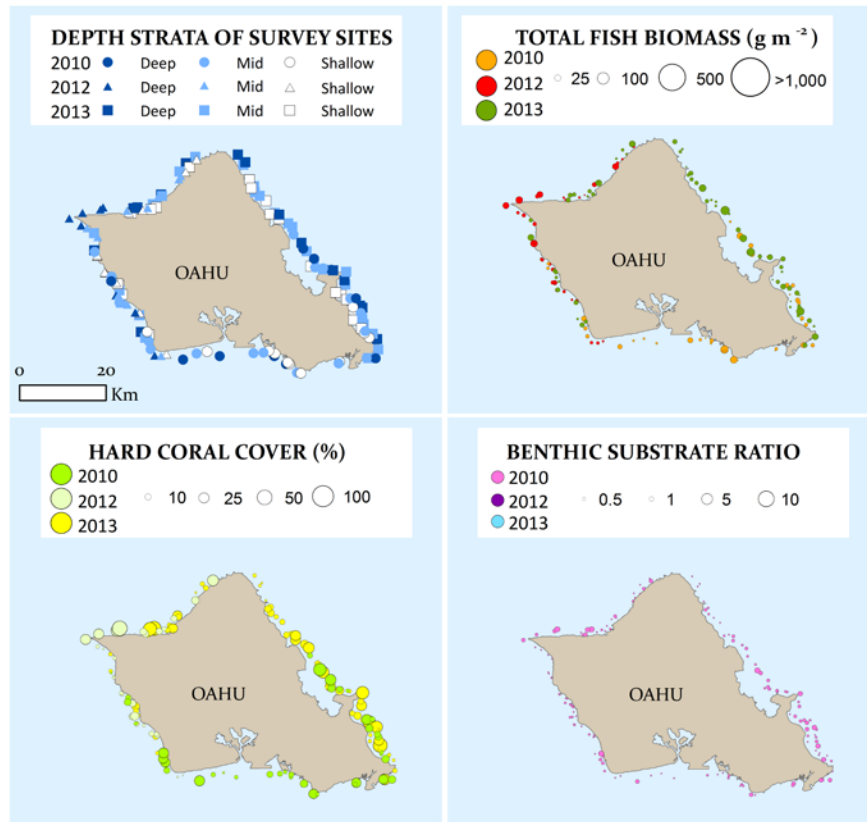 DEPTH STRATA OF SURVEY SITES
2010 Deep Mid Shallow
2012 Deep Mid Shallow
2013 Deep Mid Shallow
OAHU
0 20
Km
TOTAL FISH BIOMASS (g m ⁻²)
2010
2012
2013
25 100 500 >1,000
OAHU
HARD CORAL COVER (%)
2010
2012
2013
10 25 50 100
OAHU
BENTHIC SUBSTRATE RATIO
2010
2012
2013
0.5 1 5 10
OAHU